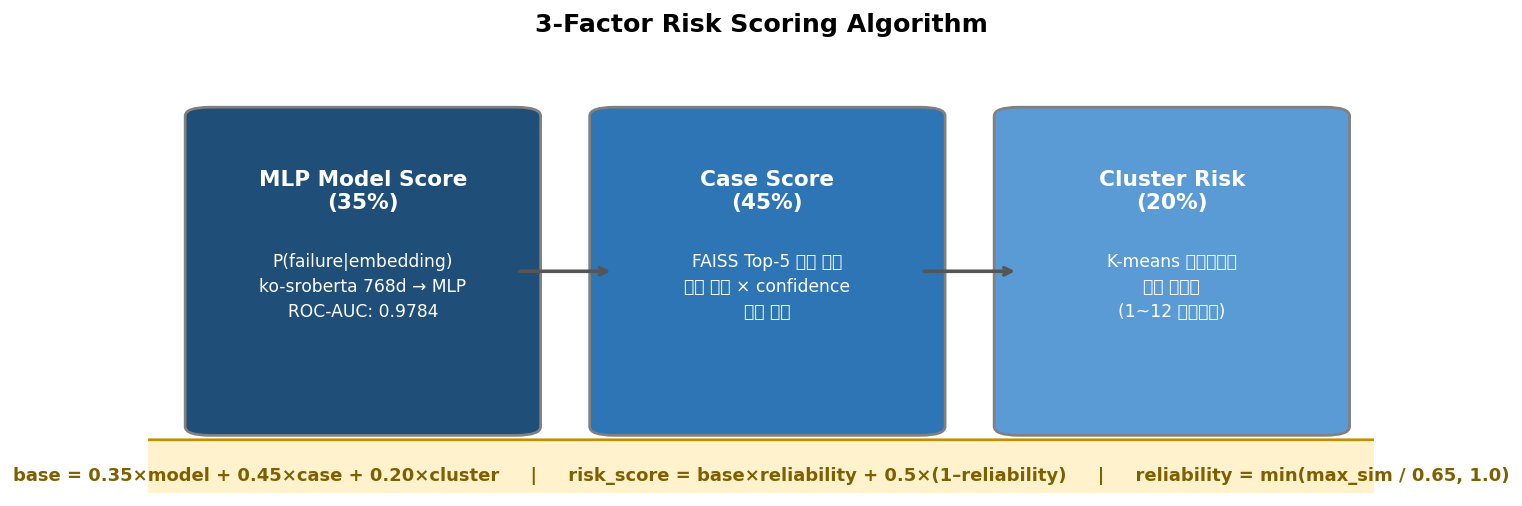 3-Factor Risk Scoring Algorithm
MLP Model Score
(35%)
P(failure|embedding)
ko-sroberta 768d → MLP
ROC-AUC: 0.9784
Case Score
(45%)
FAISS Top-5
× confidence
Cluster Risk
(20%)
K-means
(1~12
base = 0.35×model + 0.45×case + 0.20×cluster | risk_score = base×reliability + 0.5×(1–reliability) | reliability = min(max_sim / 0.65, 1.0)